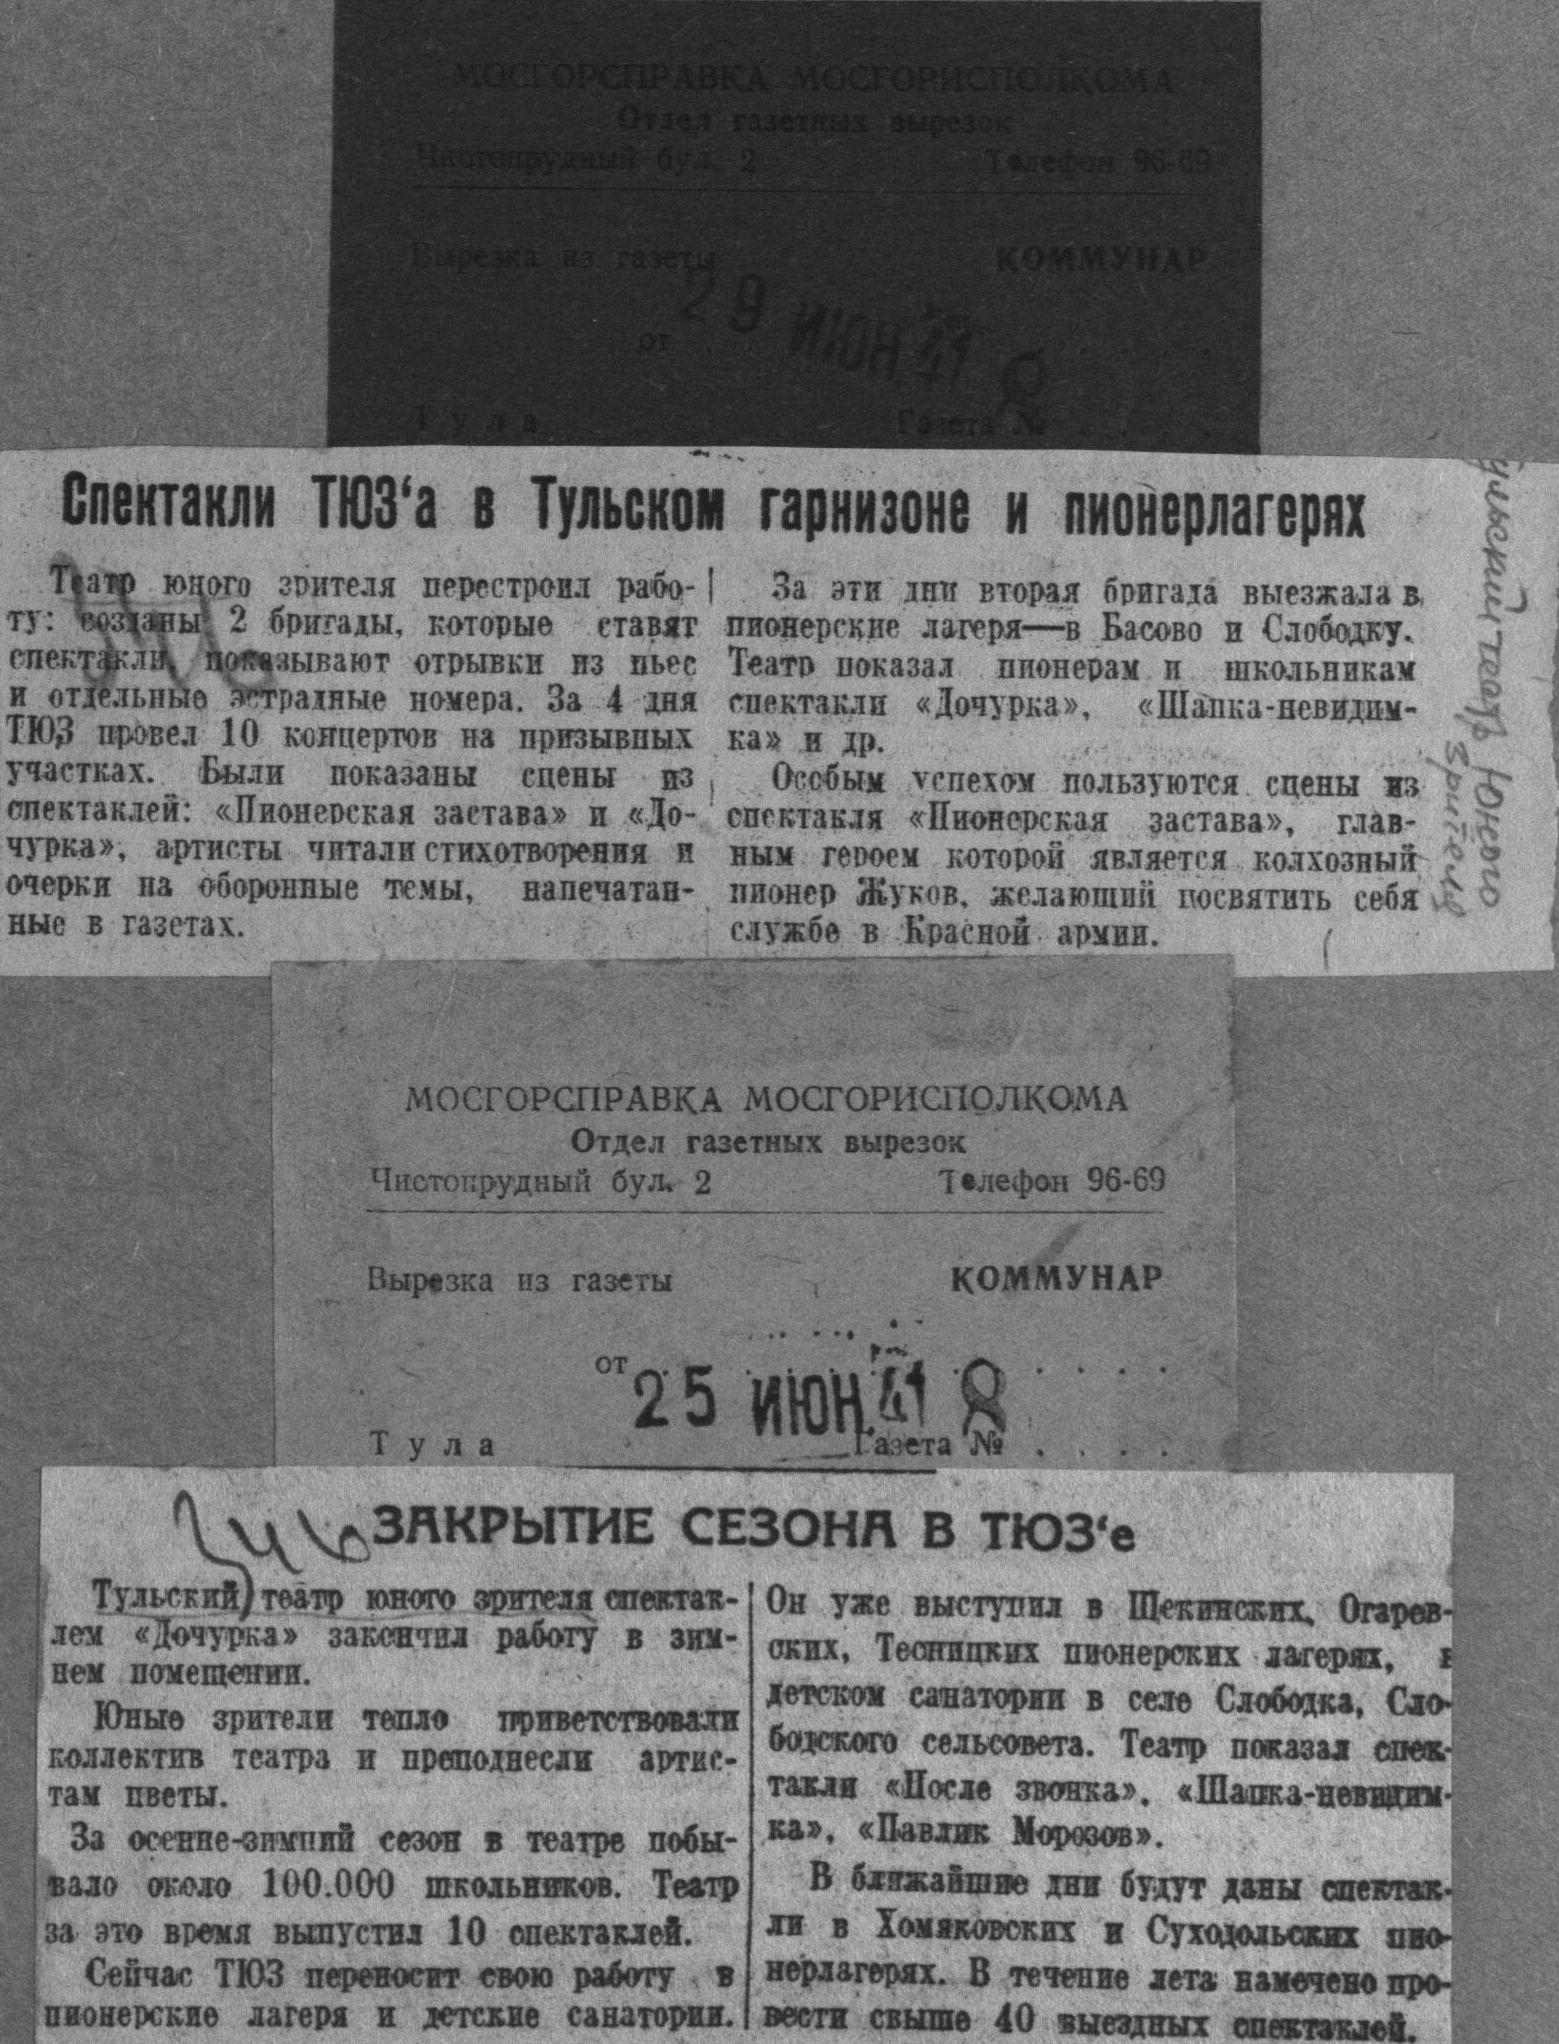 МОСГОРСПРАВКА МОСГОРИСПОЛКОМА
Отдел газетных вырезок
Чистопрудный бул. 2 Телефон 96-69
Вырезка из газеты КОММУНАР
от 29 ИЮН.41
Тула Газета №
Спектакли ТЮЗ‘а в Тульском гарнизоне и пионерлагерях
Театр юного зрителя перестроил рабо-
ту: созданы 2 бригады, которые ставят
спектакли, показывают отрывки из пьес
и отдельные эстрадные номера. За 4 дня
ТЮЗ провел 10 концертов на призывных
участках. Были показаны сцены из
спектаклей: «Пионерская застава» и «До-
чурка», артисты читали стихотворения и
очерки на оборонные темы, напечатан-
ные в газетах.
За эти дни вторая бригада выезжала в
пионерские лагеря—в Басово и Слободку.
Театр показал пионерам и школьникам
спектакли «Дочурка», «Шапка-невидим-
ка» и др.
Особым успехом пользуются сцены из
спектакля «Пионерская застава», глав-
ным героем которой является колхозный
пионер Жуков, желающий посвятить себя
службе в Красной армии.
Тульский театр Юного
зрителя
МОСГОРСПРАВКА МОСГОРИСПОЛКОМА
Отдел газетных вырезок
Чистопрудный бул. 2 Телефон 96-69
Вырезка из газеты КОММУНАР
от 25 ИЮН.41
Тула Газета №
ЗАКРЫТИЕ СЕЗОНА В ТЮЗ‘е
Тульский театр юного зрителя спектак-
лем «Дочурка» закончил работу в зим-
нем помещении.
Юные зрители тепло приветствовали
коллектив театра и преподнесли артис-
там цветы.
За осенне-зимний сезон в театре побы-
вало около 100.000 школьников. Театр
за это время выпустил 10 спектаклей.
Сейчас ТЮЗ переносит свою работу в
пионерские лагеря и детские санатории.
Он уже выступил в Щекинских, Огарев-
ских, Тесницких пионерских лагерях, в
детском санатории в селе Слободка, Сло-
бодского сельсовета. Театр показал спек-
такли «После звонка», «Шапка-невидим-
ка», «Павлик Морозов».
В ближайшие дни будут даны спектак-
ли в Хомяковских и Суходольских пио-
нерлагерях. В течение лета намечено про-
вести свыше 40 выездных спектаклей.